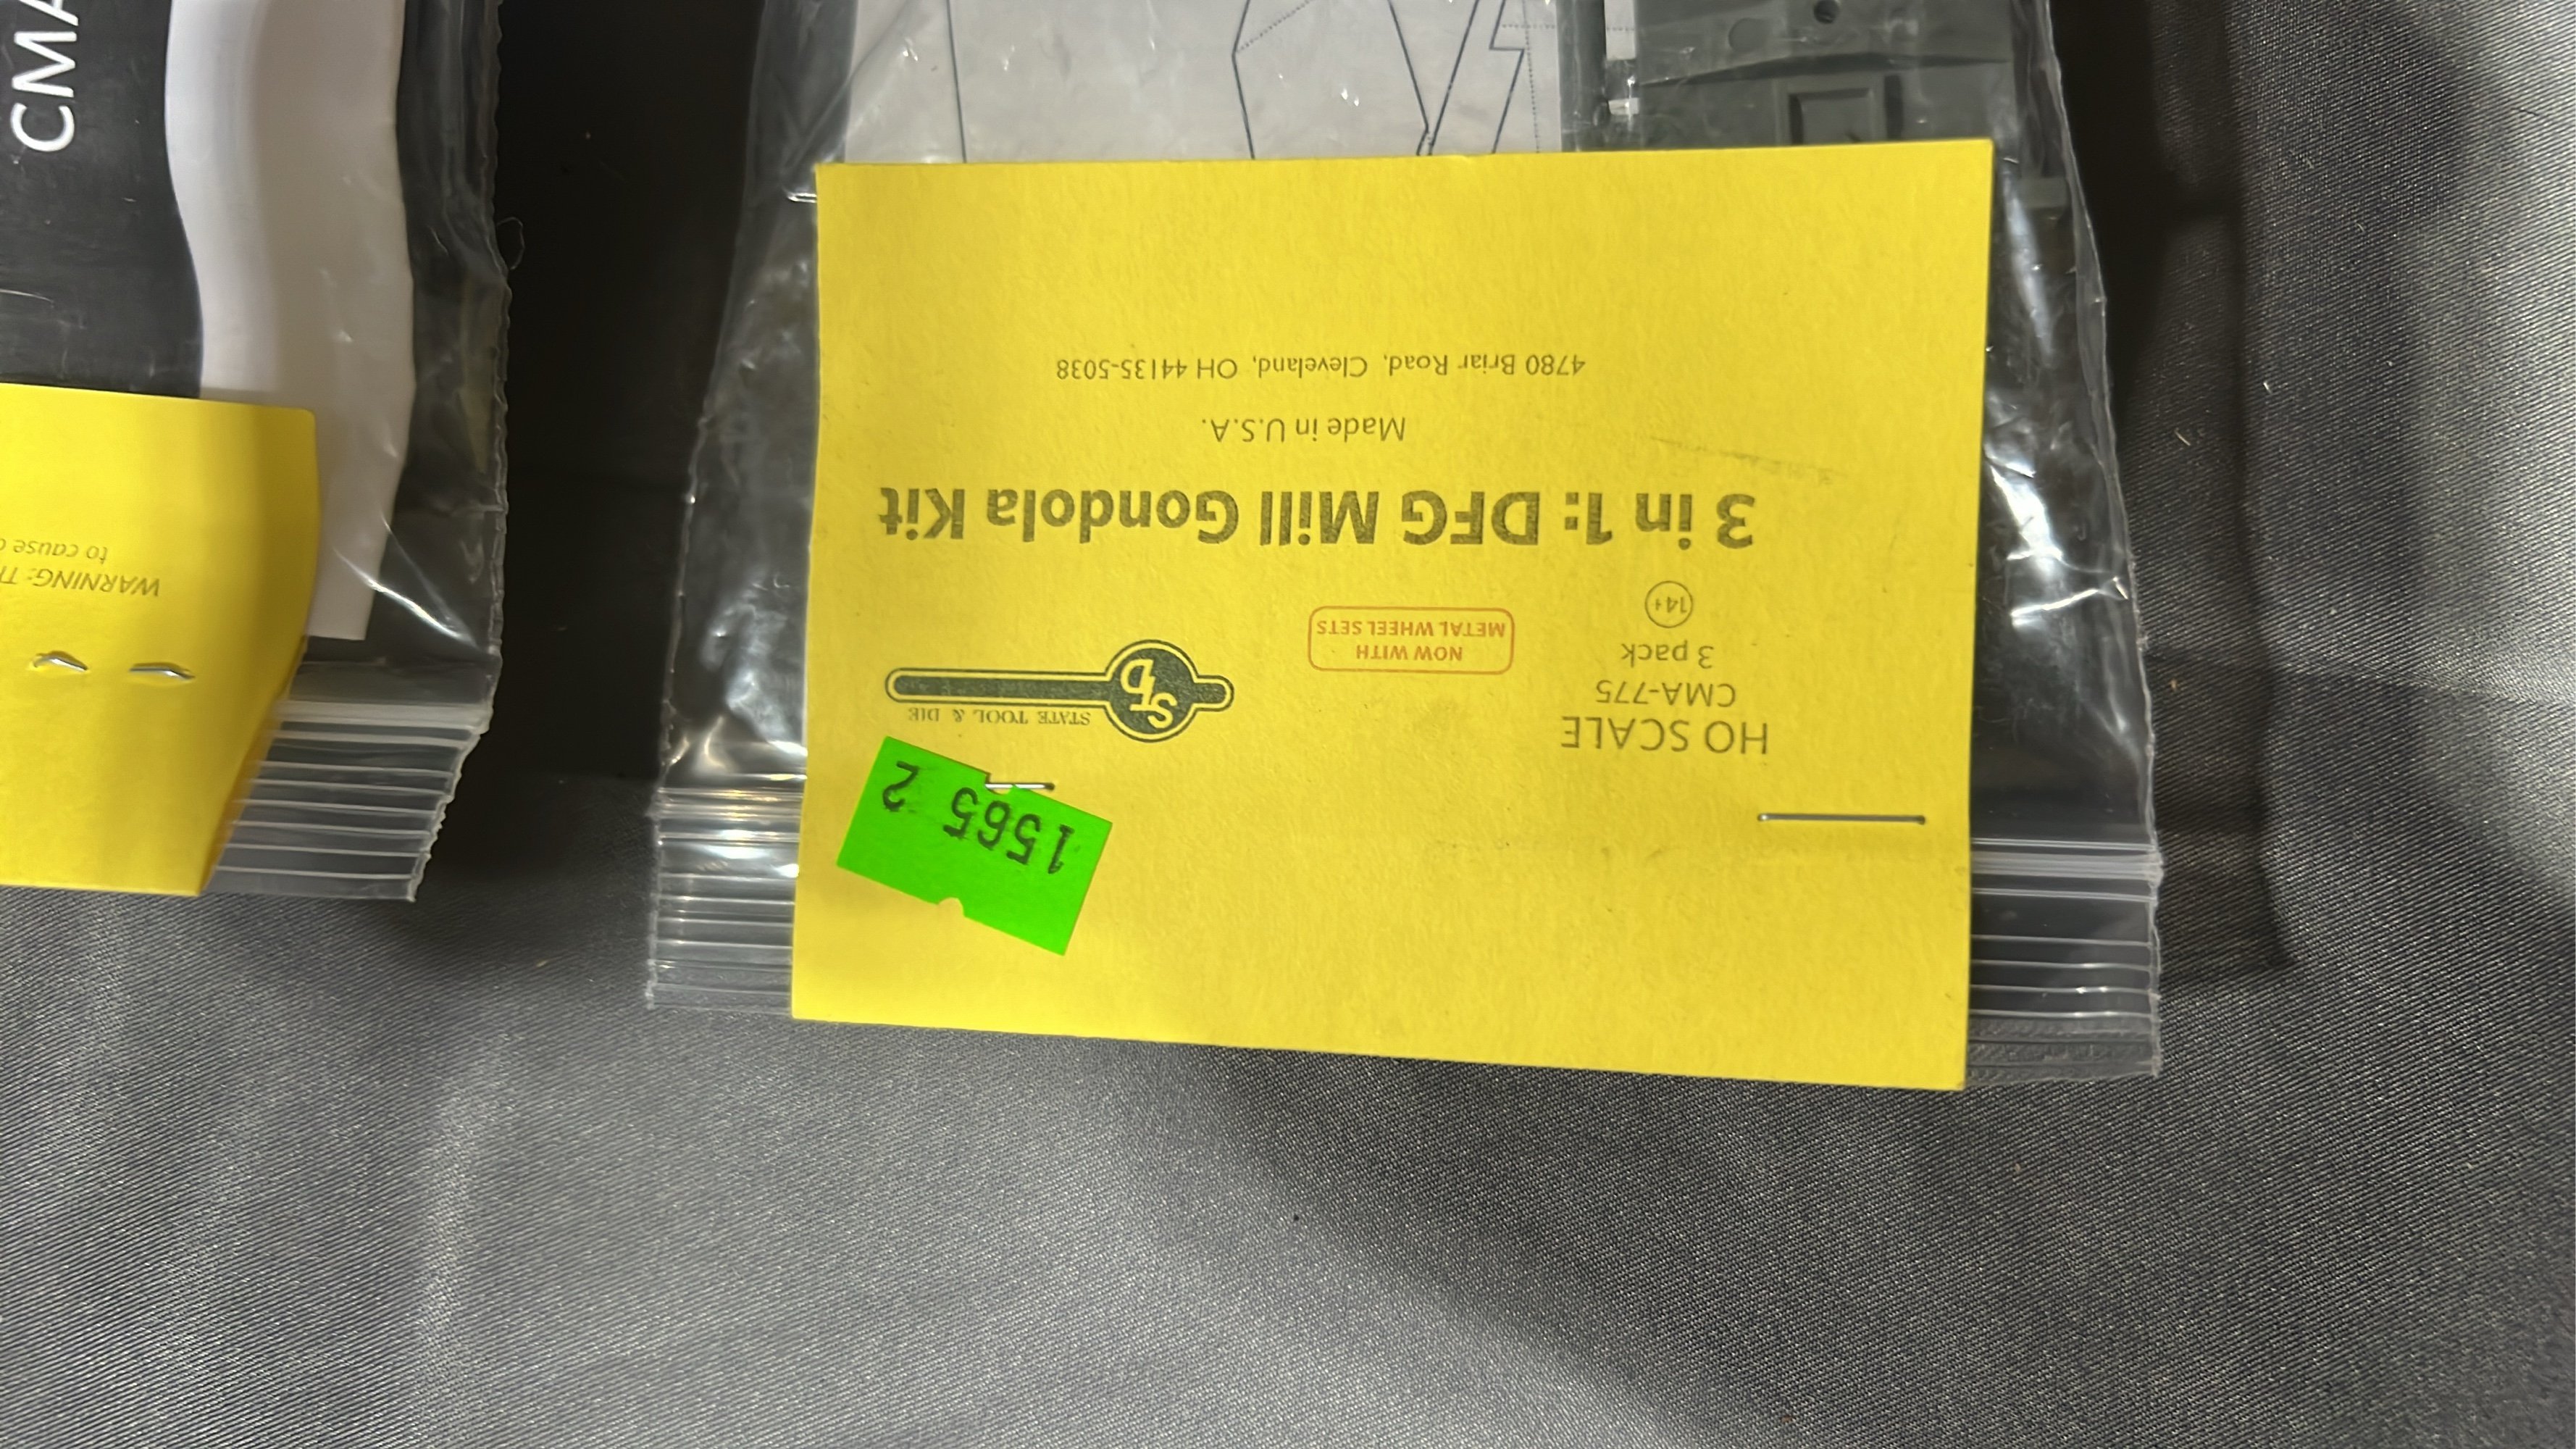 1565 2
HO SCALE
CMA-775
3 pack
14+
NOW WITH
METAL WHEEL SETS
STATE TOOL & DIE
STD
3 in 1: DFG Mill Gondola Kit
Made in U.S.A.
4780 Briar Road, Cleveland, OH 44135-5038
WARNING:
to cause
CMA